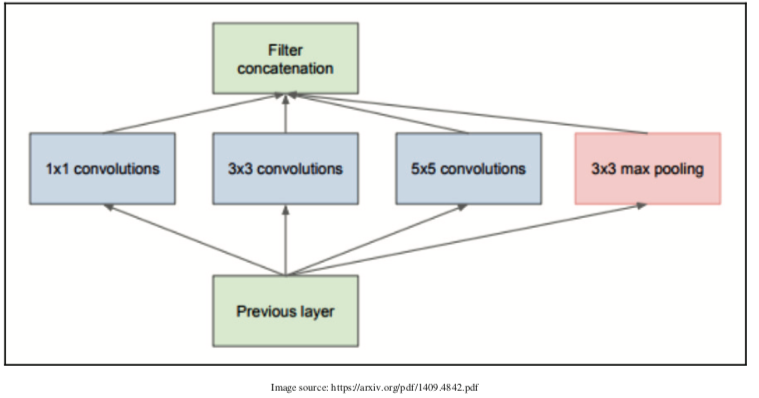 Filter
concatenation
1x1 convolutions
3x3 convolutions
5x5 convolutions
3x3 max pooling
Previous layer
Image source: https://arxiv.org/pdf/1409.4842.pdf